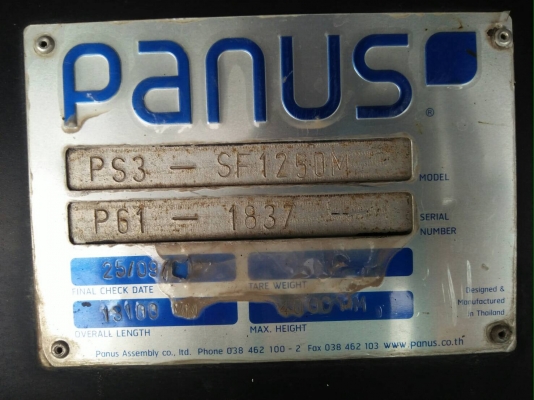 PANUS ®
PS3 - SF1250M
MODEL
P61 - 1837 -
SERIAL
NUMBER
FINAL CHECK DATE
TARE WEIGHT
OVERALL LENGTH
MAX. HEIGHT
Designed &
Manufactured
in Thailand
Panus Assembly co., ltd. Phone 038 462 100 - 2 Fax 038 462 103 www.panus.co.th